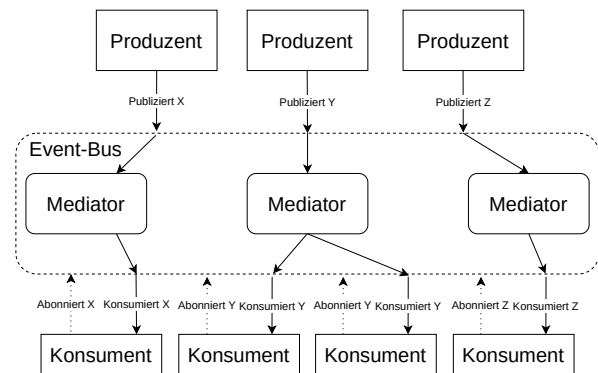 Produzent
Produzent
Produzent
Publiziert X
Publiziert Y
Publiziert Z
Event-Bus
Mediator
Mediator
Mediator
Abonniert X
Konsumiert X
Abonniert Y
Konsumiert Y
Abonniert Y
Konsumiert Y
Abonniert Z
Konsumiert Z
Konsument
Konsument
Konsument
Konsument